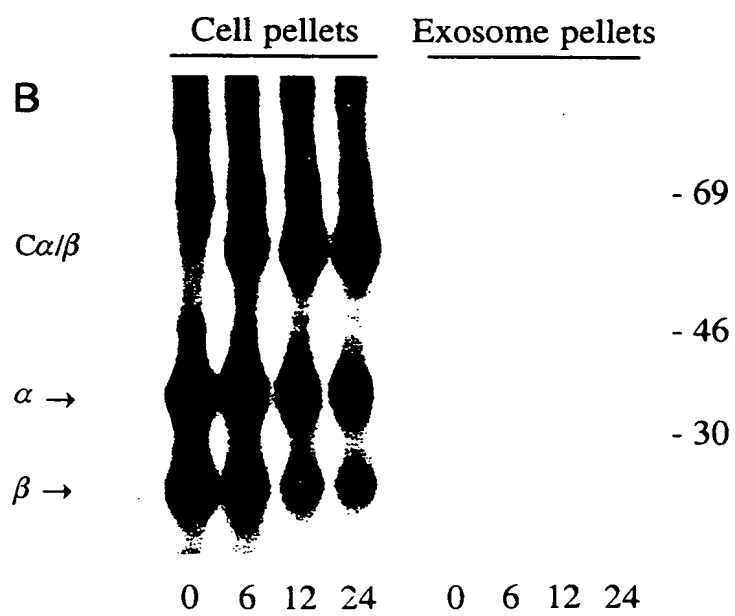 Cell pellets Exosome pellets
B
- 69
Cα/β
- 46
α →
- 30
β →
0 6 12 24 0 6 12 24